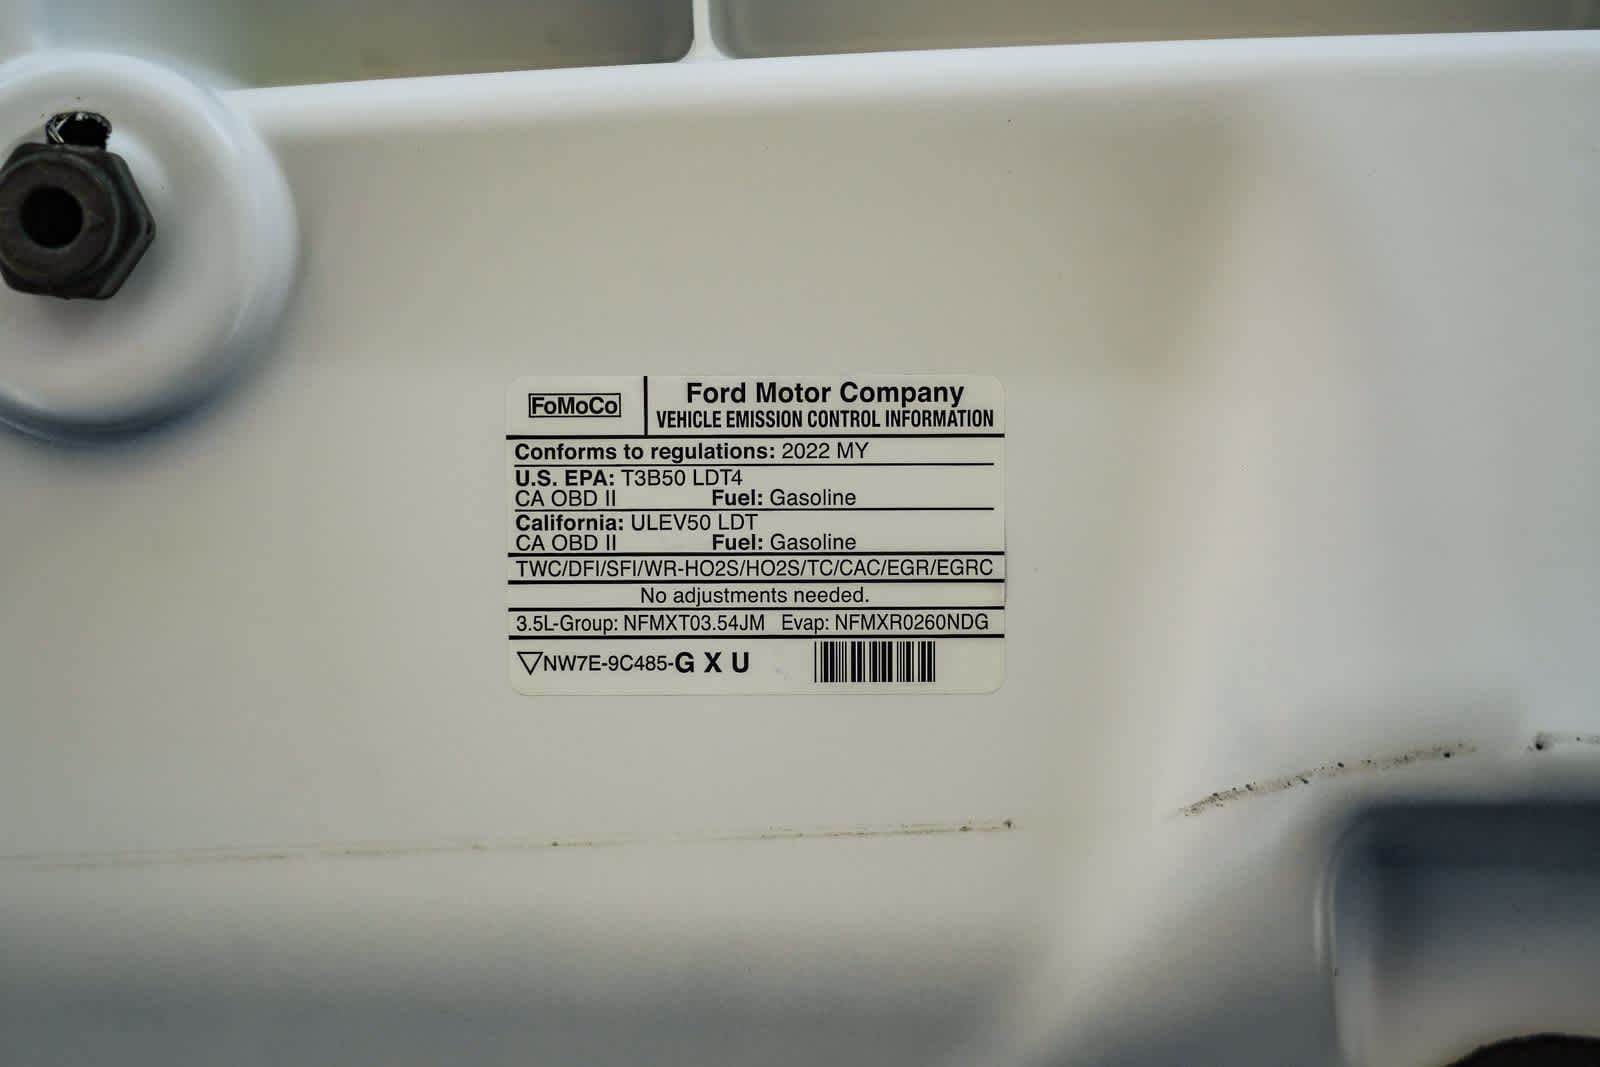 FoMoCo
Ford Motor Company
VEHICLE EMISSION CONTROL INFORMATION
Conforms to regulations: 2022 MY
U.S. EPA: T3B50 LDT4
CA OBD II Fuel: Gasoline
California: ULEV50 LDT
CA OBD II Fuel: Gasoline
TWC/DFI/SFI/WR-HO2S/HO2S/TC/CAC/EGR/EGRC
No adjustments needed.
3.5L-Group: NFMXT03.54JM Evap: NFMXR0260NDG
▽NW7E-9C485-G X U